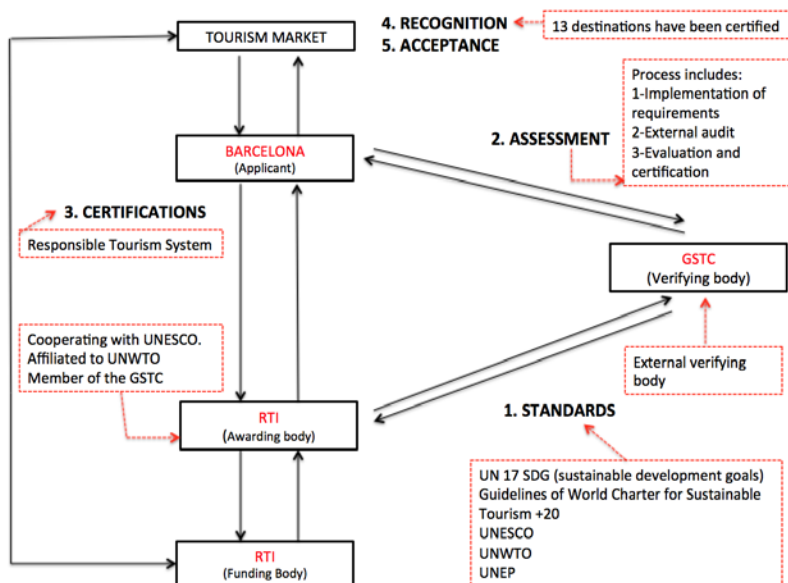 TOURISM MARKET
4. RECOGNITION
5. ACCEPTANCE
13 destinations have been certified
Process includes:
1-Implementation of
requirements
2-External audit
3-Evaluation and
certification
2. ASSESSMENT
BARCELONA
(Applicant)
3. CERTIFICATIONS
Responsible Tourism System
GSTC
(Verifying body)
Cooperating with UNESCO.
Affiliated to UNWTO
Member of the GSTC
External verifying
body
RTI
(Awarding body)
1. STANDARDS
UN 17 SDG (sustainable development goals)
Guidelines of World Charter for Sustainable
Tourism +20
UNESCO
UNWTO
UNEP
RTI
(Funding Body)